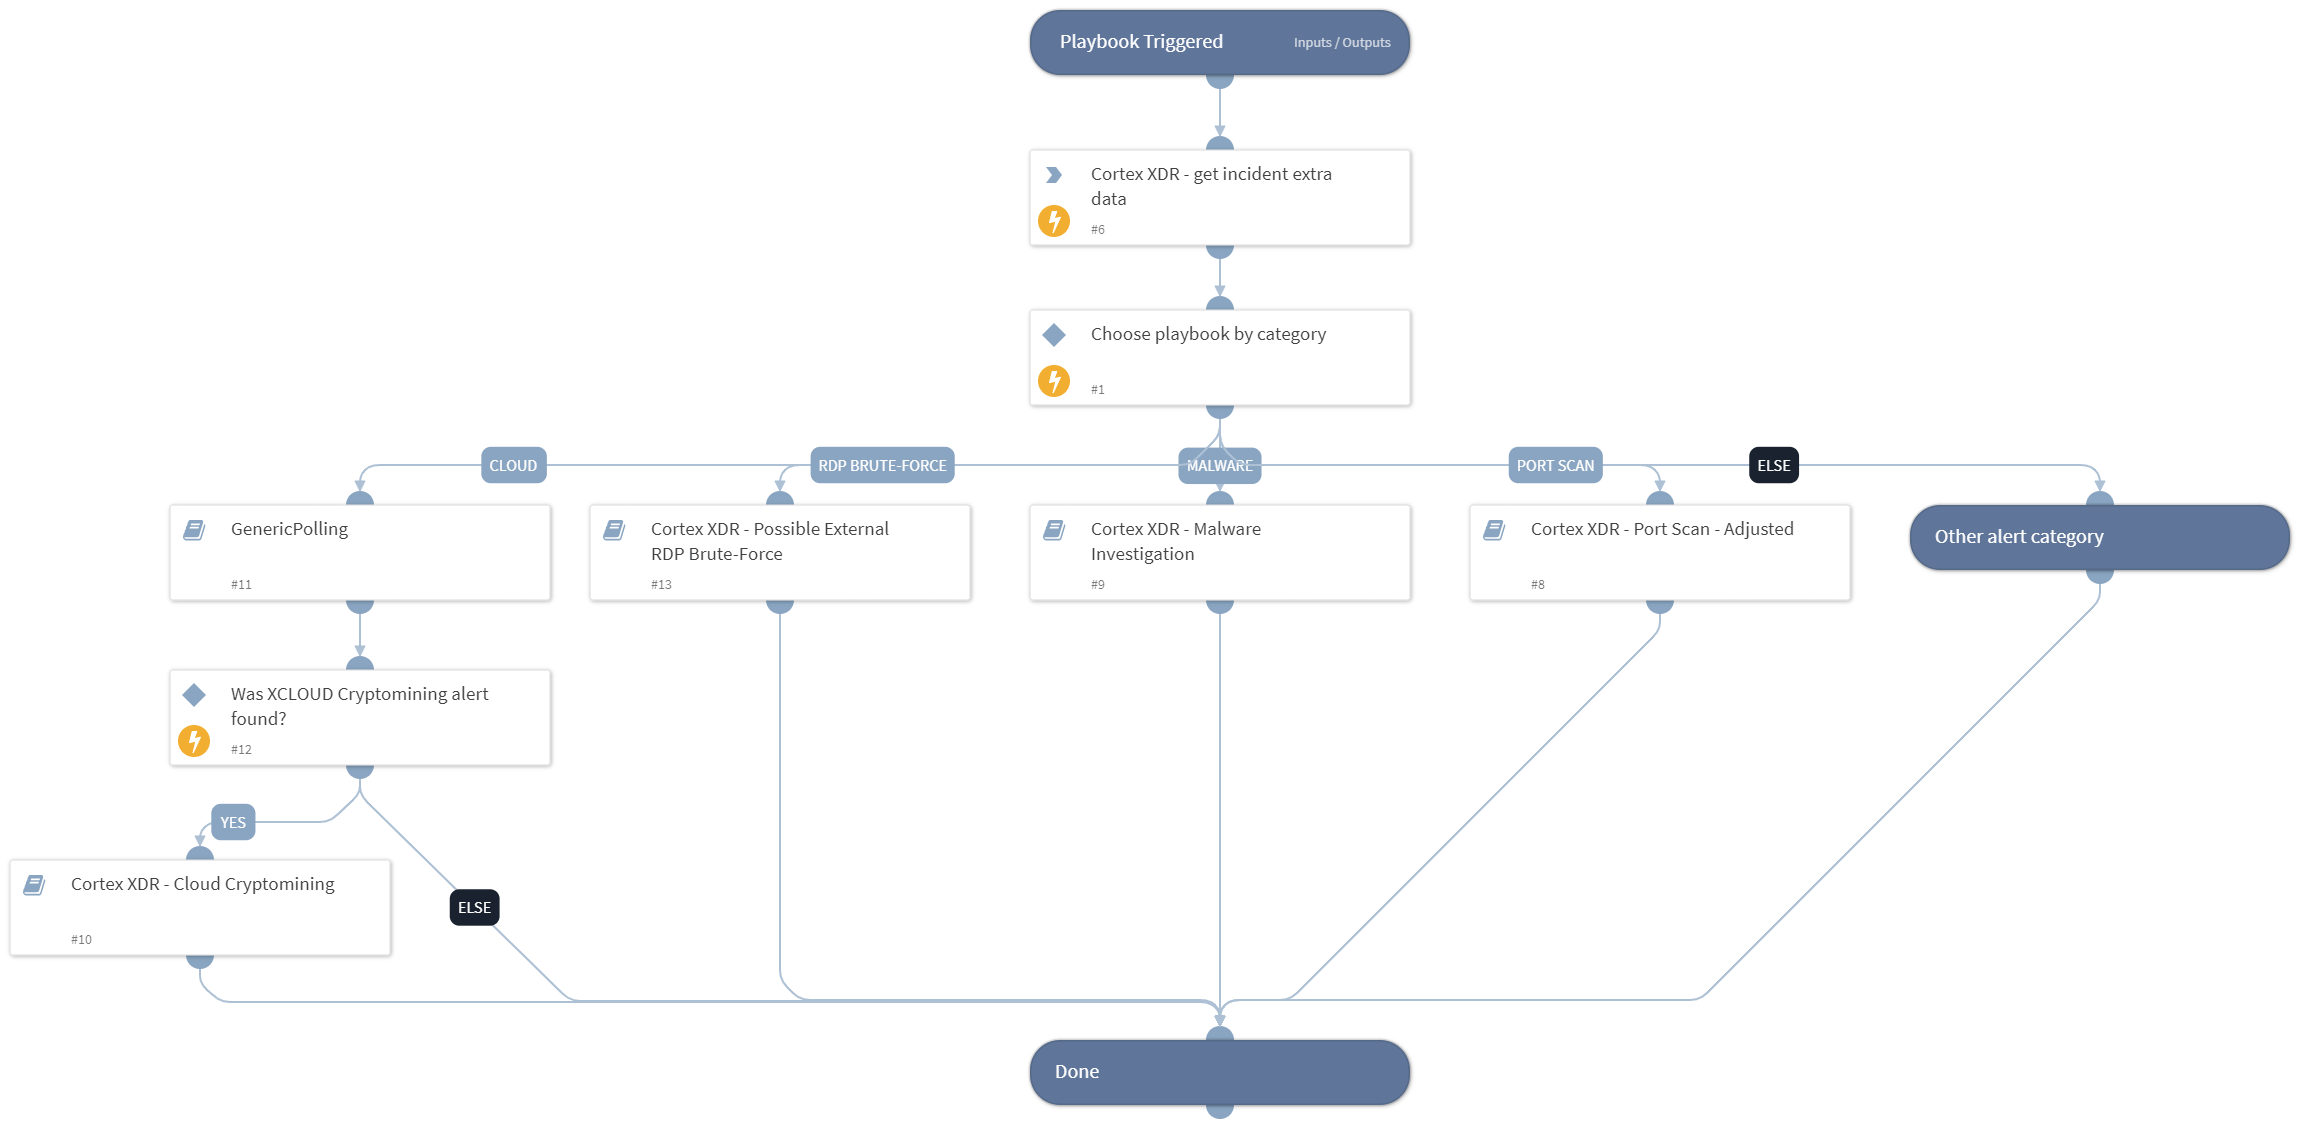 Playbook Triggered
Inputs / Outputs
Cortex XDR - get incident extra
data
#6
Choose playbook by category
#1
CLOUD
RDP BRUTE-FORCE
MALWARE
PORT SCAN
ELSE
GenericPolling
#11
Cortex XDR - Possible External
RDP Brute-Force
#13
Cortex XDR - Malware
Investigation
#9
Cortex XDR - Port Scan - Adjusted
#8
Other alert category
Was XCLOUD Cryptomining alert
found?
#12
YES
Cortex XDR - Cloud Cryptomining
#10
ELSE
Done